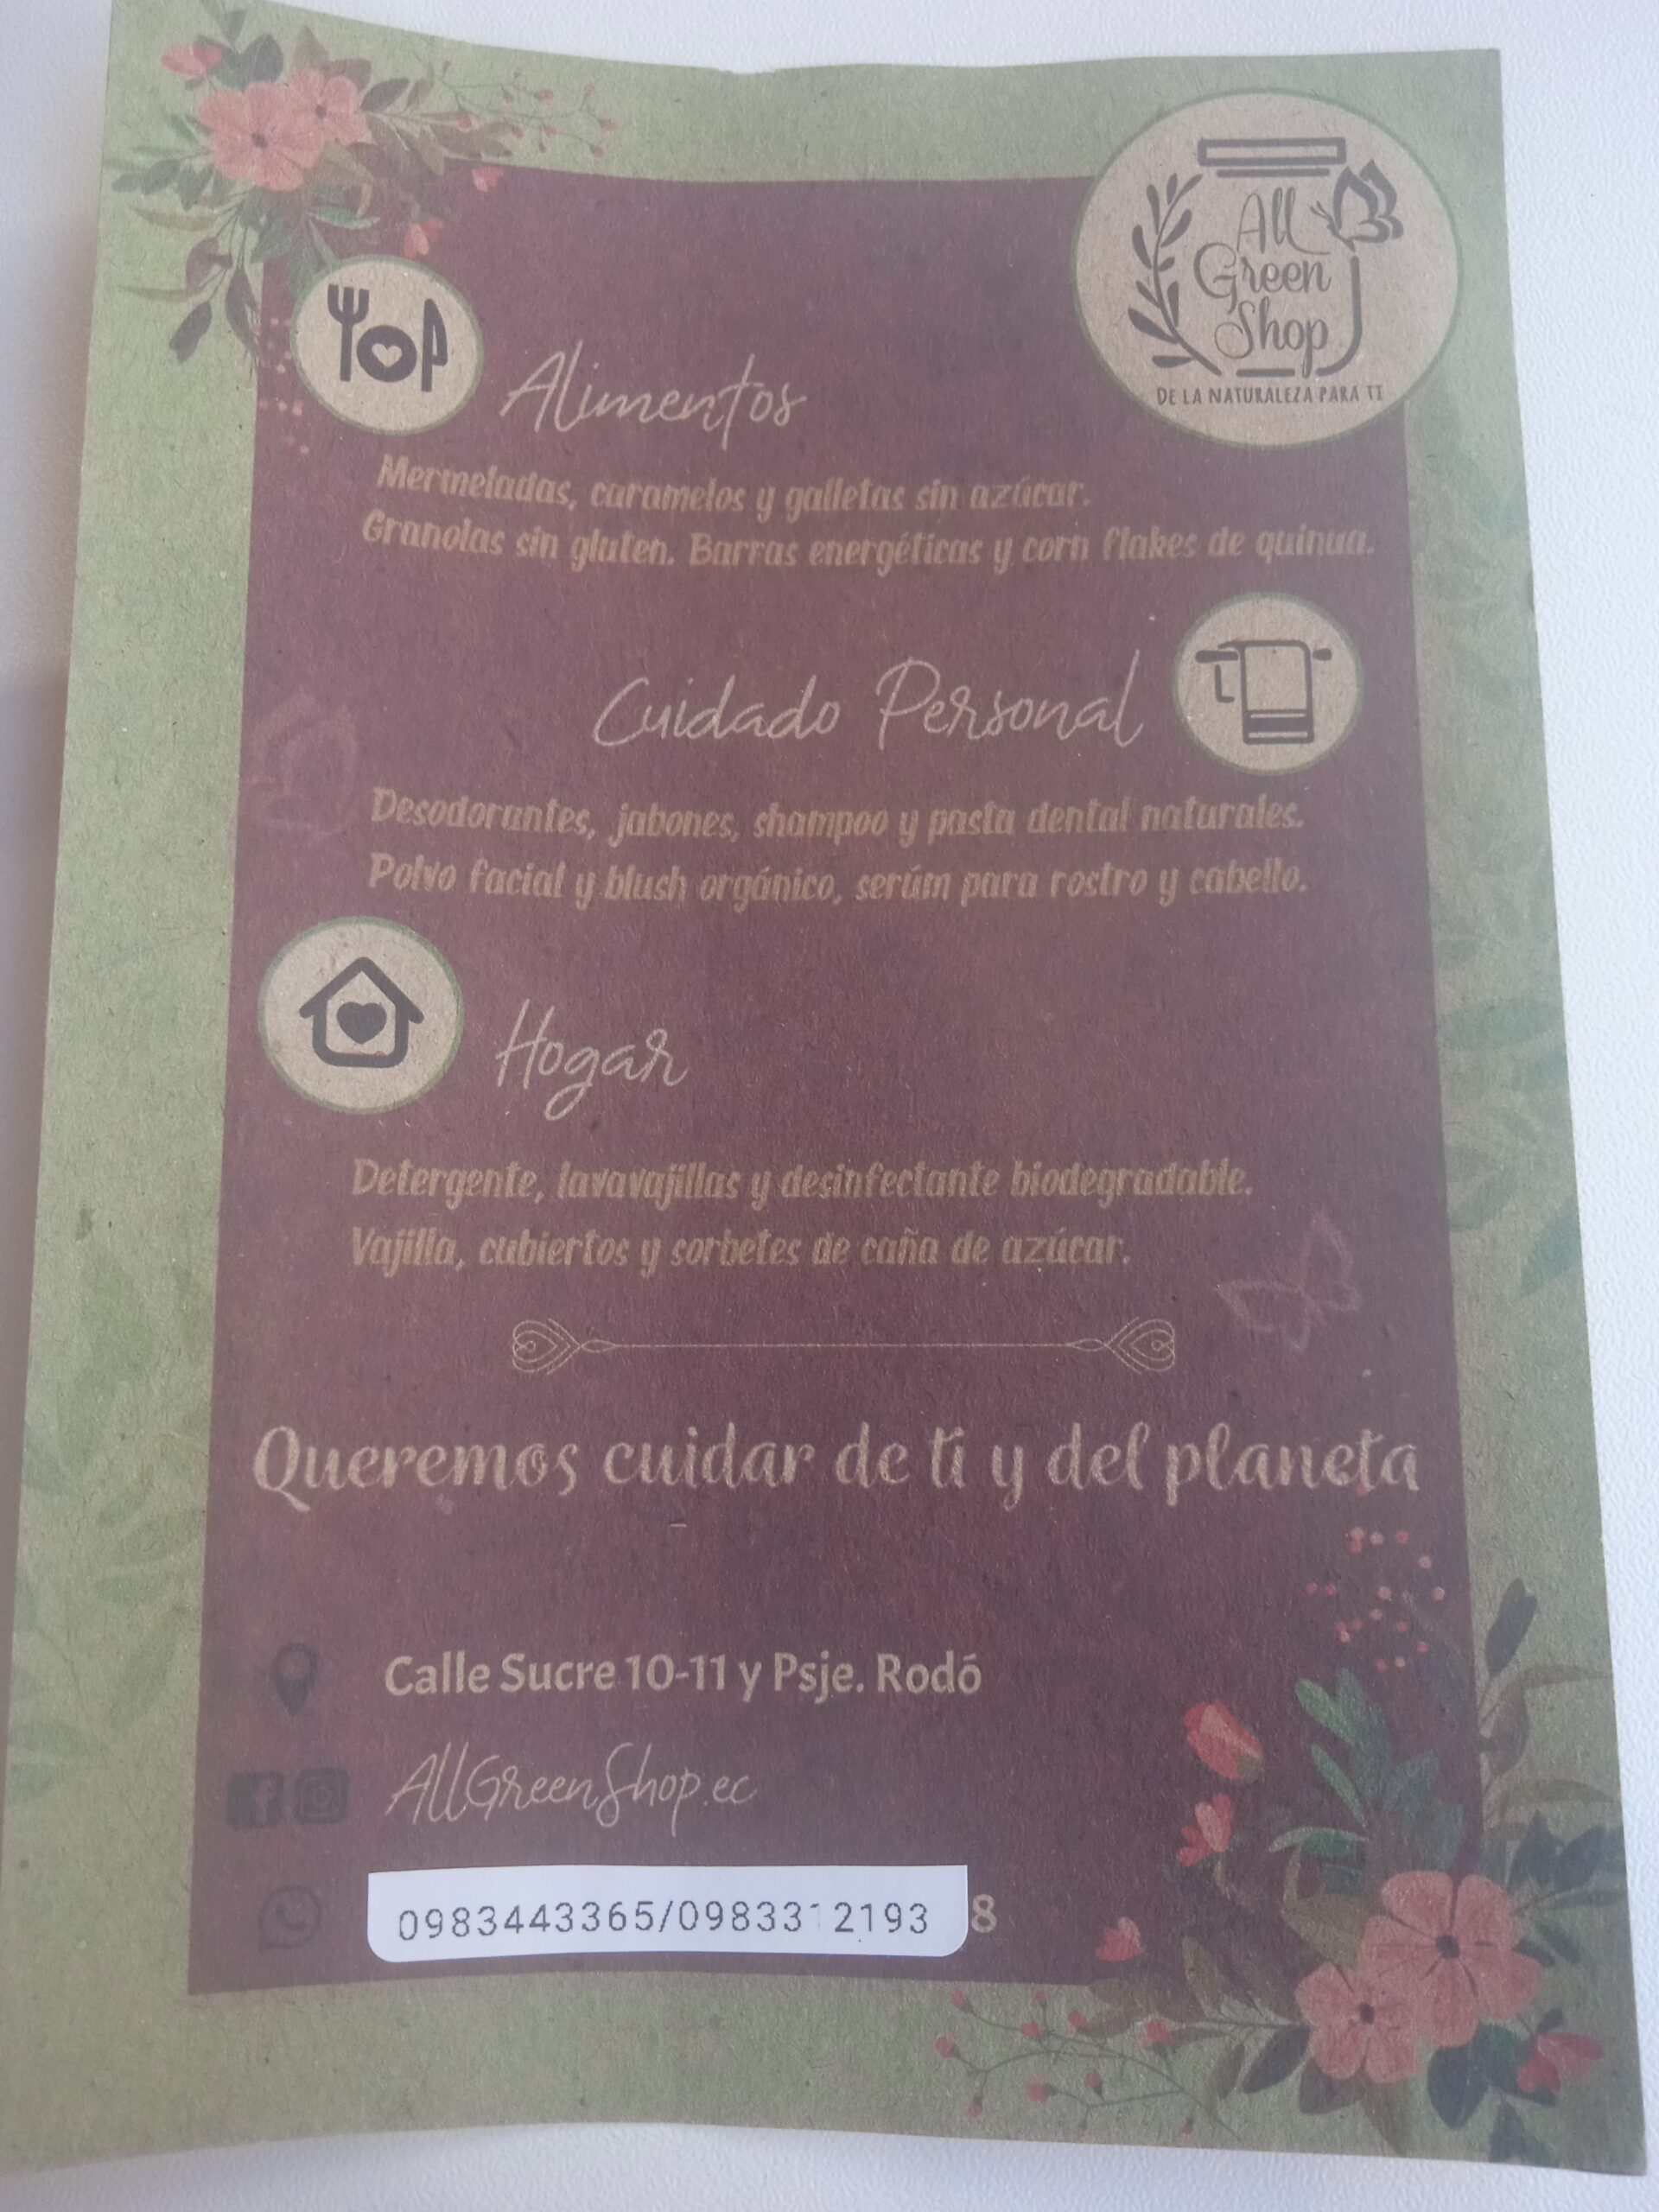 All
Green
Shop
DE LA NATURALEZA PARA TI
Alimentos
Mermeladas, caramelos y galletas sin azúcar.
Granolas sin gluten. Barras energéticas y corn flakes de quinua.
Cuidado Personal
Desodorantes, jabones, shampoo y pasta dental naturales.
Polvo facial y blush orgánico, serúm para rostro y cabello.
Hogar
Detergente, lavavajillas y desinfectante biodegradable.
Vajilla, cubiertos y sorbetes de caña de azúcar.
Queremos cuidar de ti y del planeta
Calle Sucre 10-11 y Psje. Rodó
AllGreenShop.ec
0983443365/ 8